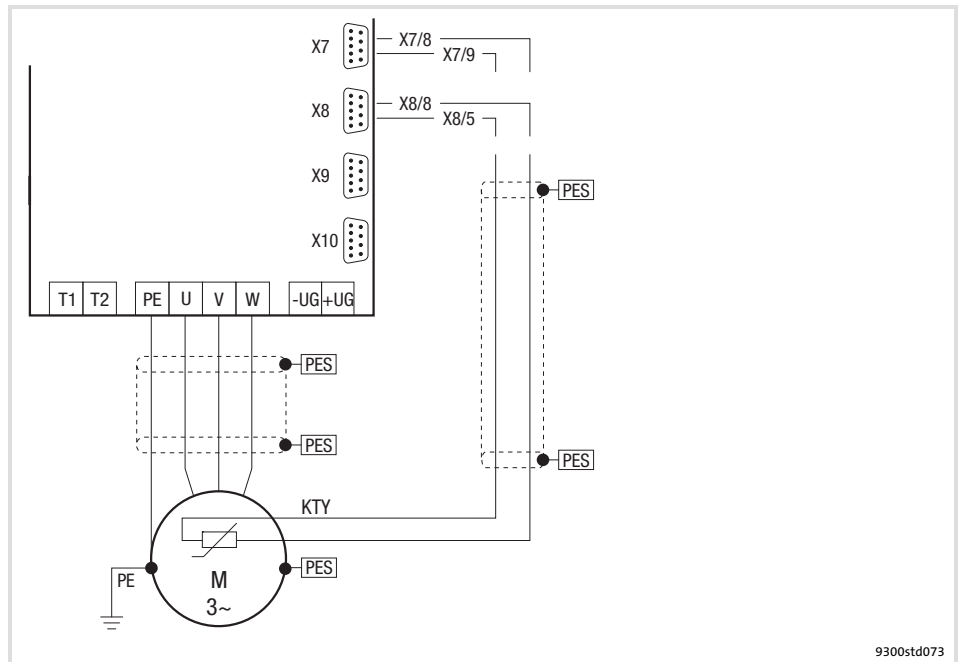 X7
X7/8
X7/9
X8
X8/8
X8/5
X9
PES
X10
T1 T2 PE U V W -UG +UG
PES
PES
PES
KTY
PE
M
3~
PES
9300std073